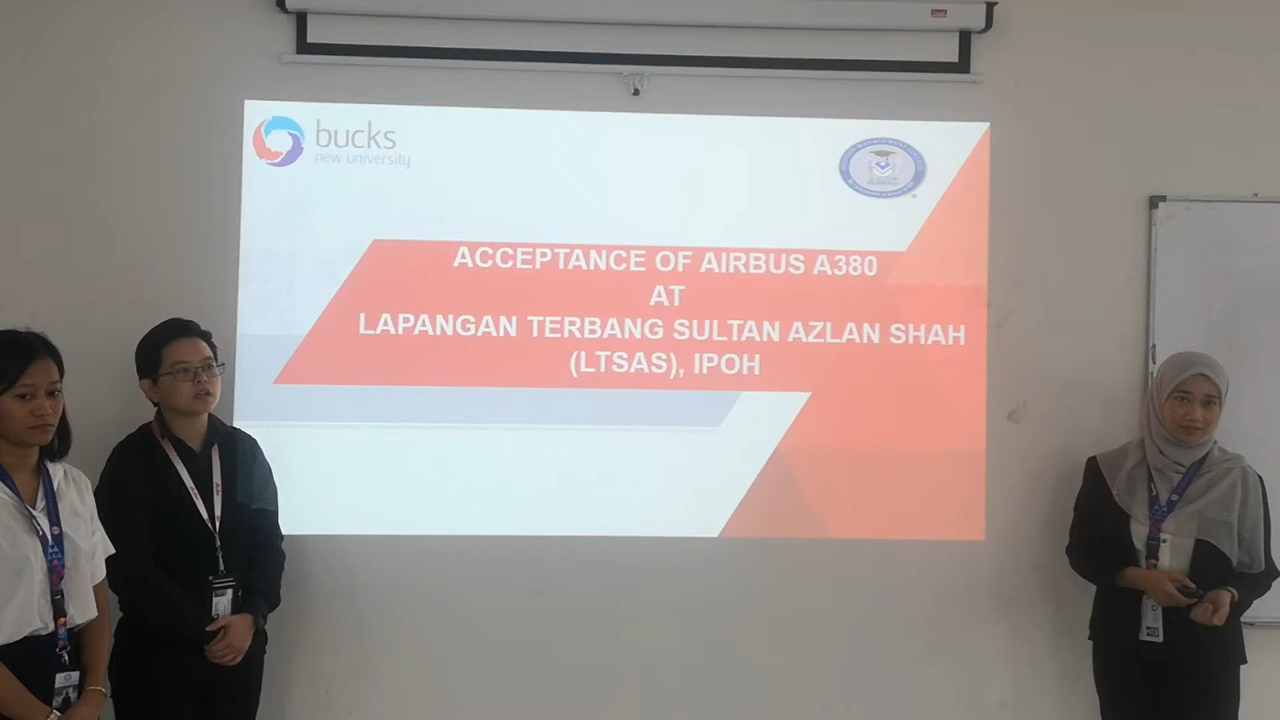 bucks
new university
ACCEPTANCE OF AIRBUS A380
AT
LAPANGAN TERBANG SULTAN AZLAN SHAH
(LTSAS), IPOH